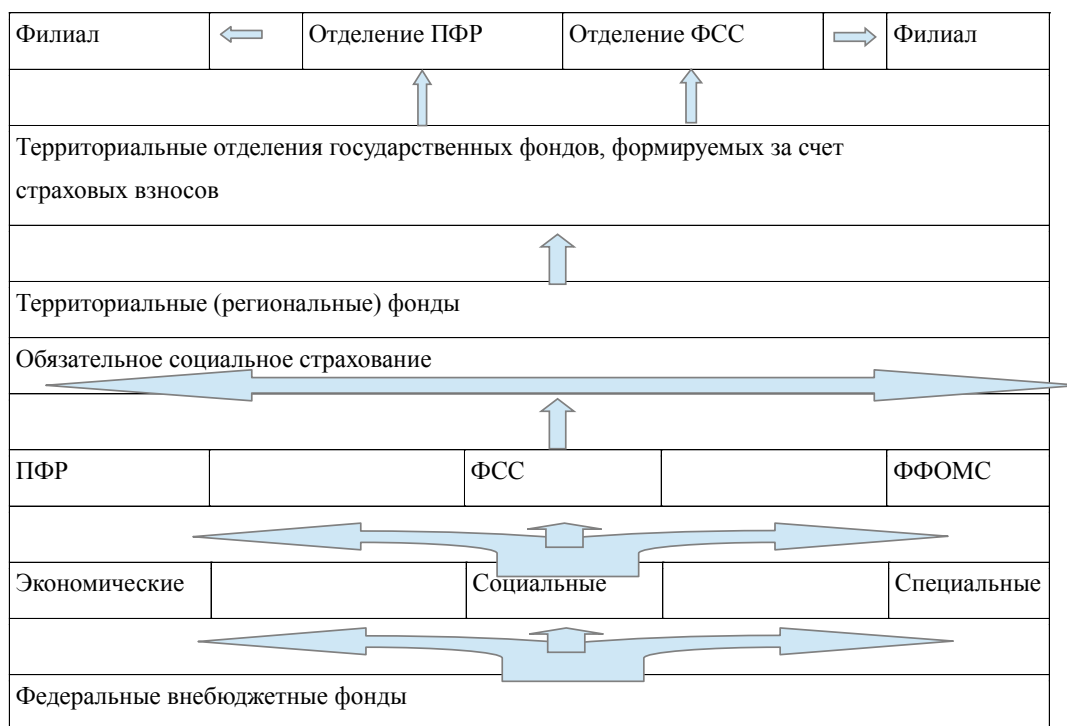 Филиал Отделение ПФР Отделение ФСС Филиал
Территориальные отделения государственных фондов, формируемых за счет
страховых взносов
Территориальные (региональные) фонды
Обязательное социальное страхование
ПФР ФСС ФФОМС
Экономические Социальные Специальные
Федеральные внебюджетные фонды